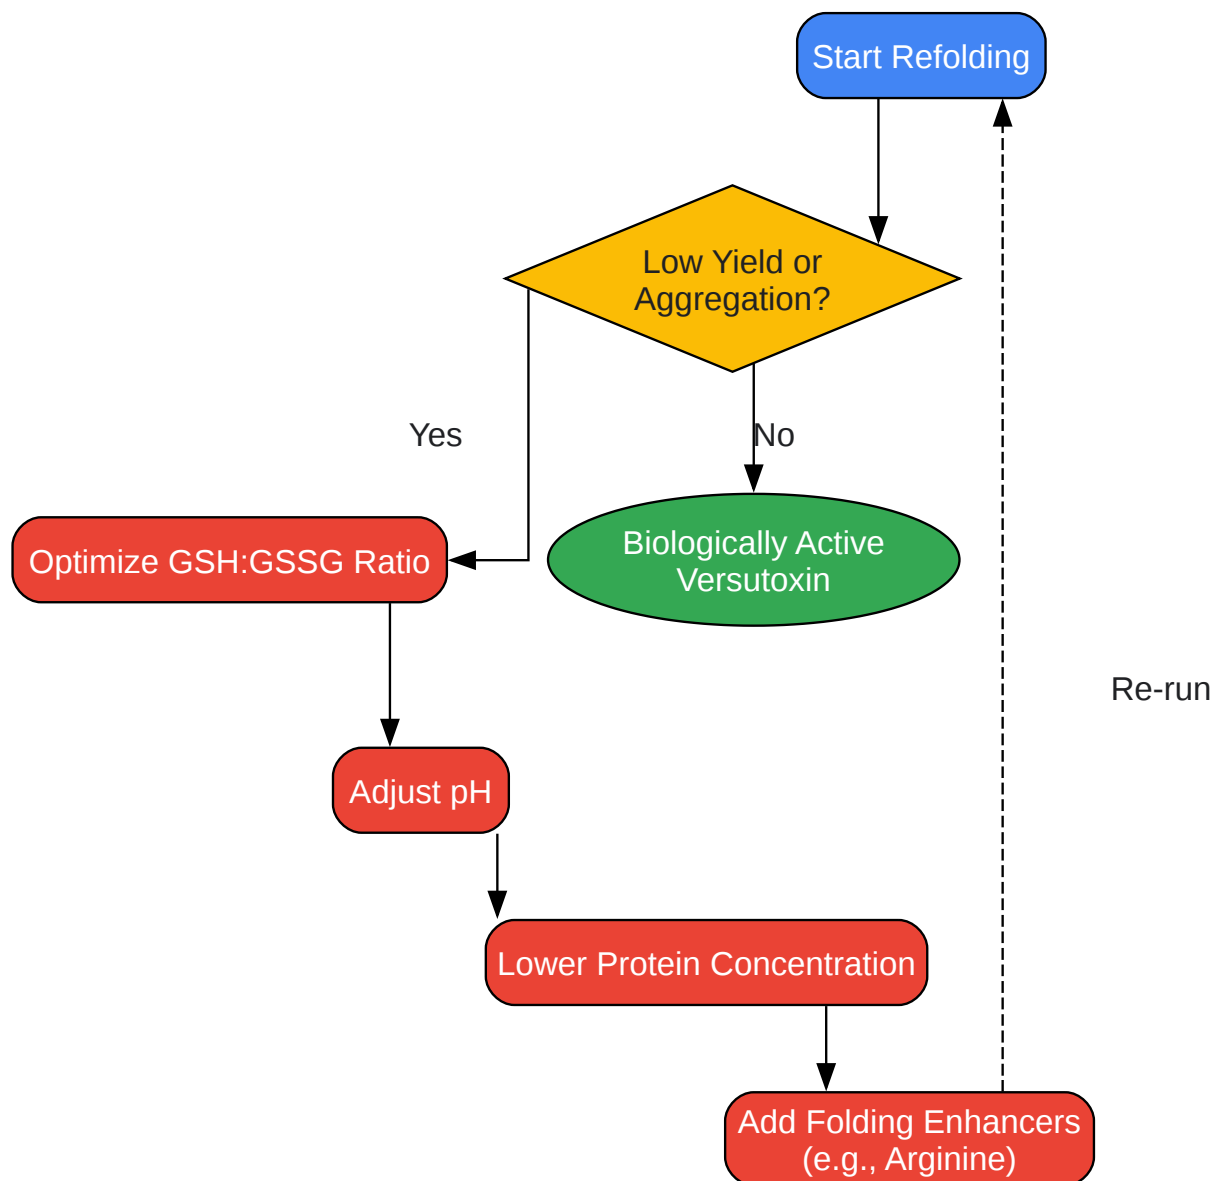 Start Refolding
Low Yield or
Aggregation?
Yes
No
Optimize GSH:GSSG Ratio
Biologically Active
Versutoxin
Re-run
Adjust pH
Lower Protein Concentration
Add Folding Enhancers
(e.g., Arginine)